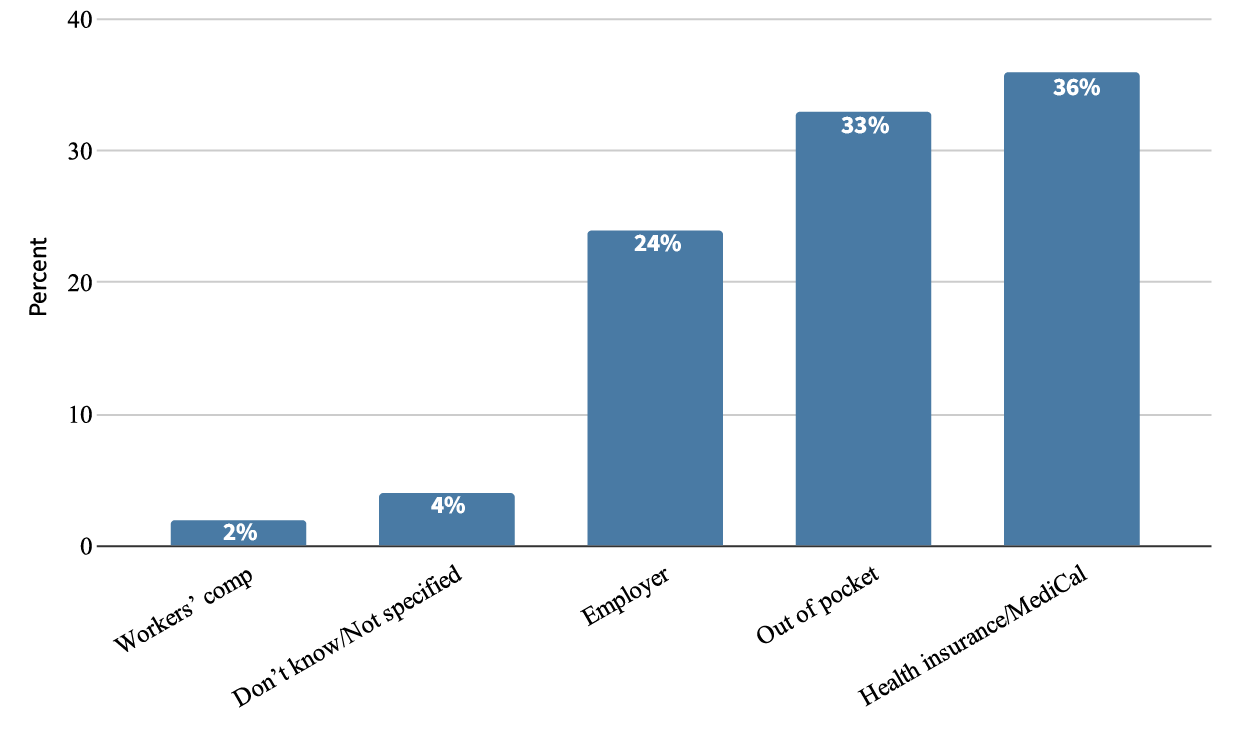 40
30
20
10
0
Percent
2%
4%
24%
33%
36%
Workers’ comp
Don’t know/Not specified
Employer
Out of pocket
Health insurance/MediCal